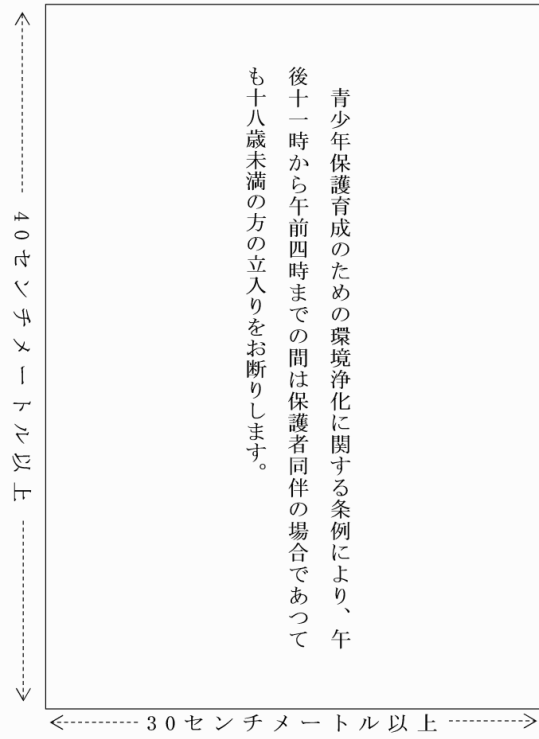 青少年保護育成のための環境浄化に関する条例により、午
後十一時から午前四時までの間は保護者同伴の場合であつて
も十八歳未満の方の立入りをお断りします。
40センチメートル以上
30センチメートル以上